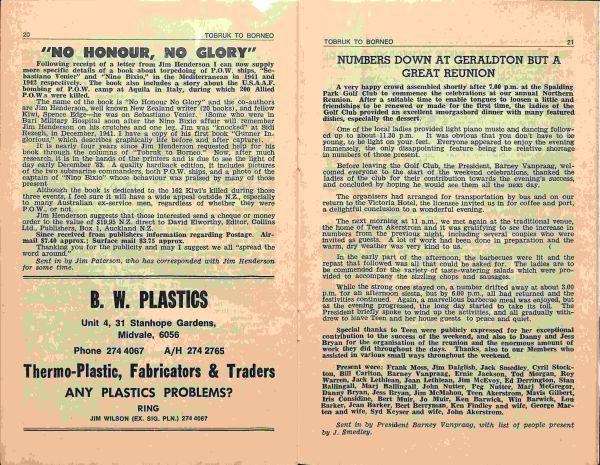 20
TOBRUK TO BORNEO
"NO HONOUR, NO GLORY"
Following receipt of a letter from Jim Henderson I can now supply
more specific details of a book about torpedoing of P.O.W. ships, "Se-
bastiano Venier" and "Nino Bixio," in the Mediterranean in 1941 and
1942 respectively. The book also includes a story about the U.S.A.A.F.
bombing of P.O.W. camp at Aquila in Italy, during which 200 Allied
P.O.W.s were killed.
The name of the book is "No Honour No Glory" and the co-authors
are Jim Henderson, well known New Zealand writer (20 books), and fellow
Kiwi, Spence Edge—he was on Sebastiano Venier. (Some who were in
Bari Military Hospital soon after the Nino Bixio affair will remember
Jim Henderson on his crutches and one leg. Jim was "knocked" at Sidi
Rezegh, in December, 1941. I have a copy of his first book "Gunner In-
glorious," which describes graphically life before and after capture).
It is nearly four years since Jim Henderson requested help for his
book through the columns of "Tobruk to Borneo." Now, after much
research, it is in the hands of the printers and is due to see the light of
day early December '83. A quality hardback edition, it includes pictures
of the two submarine commanders, both P.O.W. ships, and a photo of the
captain of "Nino Bixio" whose behaviour was praised by many of those
present
Although the book is dedicated to the 162 Kiwi's killed during those
three events, I feel sure it will have a wide appeal outside N.Z., especially
to many Australian ex-service men, regardless of whether they were
P.O.W., or not.
Jim Henderson suggests that those interested send a cheque or money
order to the value of $19.95 N.Z. direct to David Elworthy, Editor, Collins
Ltd., Publishers, Box 1, Auckland N.Z.
Since received from publishers information regarding Postage. Air-
mail $7.40 approx.; Surface mail $3.75 approx.
Thanking you for the publicity and may I suggest we all "spread the
word around."
Sent in by Jim Paterson, who has corresponded with Jim Henderson
for some time.
B. W. PLASTICS
Unit 4, 31 Stanhope Gardens,
Midvale, 6056
Phone 274 4067 A/H 274 2765
Thermo-Plastic, Fabricators & Traders
ANY PLASTICS PROBLEMS?
RING
JIM WILSON (EX. SIG. PLN.) 274 4067
TOBRUK TO BORNEO
21
NUMBERS DOWN AT GERALDTON BUT A
GREAT REUNION
A very happy crowd assembled shortly after 7.00 p.m. at the Spalding
Park Golf Club to commence the celebrations at our annual Northern
Reunion. After a suitable time to enable tongues to loosen a little and
friendships to be renewed or made for the first time, the ladies of the
Golf Club provided an excellent smorgasbord dinner with many featured
dishes, especially the dessert.
One of the local ladies provided light piano music and dancing follow-
ed up to about 11.30 p.m. It was obvious that you don't have to be
young, to be light on your feet. Everyone appeared to enjoy the evening
immensely, the only disappointing feature being the relative shortage
in numbers of those present.
Before leaving the Golf Club, the President, Barney Vanpraag, wel-
comed everyone to the start of the weekend celebrations, thanked the
ladies of the club for their contribution towards the evening's success,
and concluded by hoping he would see them all the next day.
The organisers had arranged for transportation by bus and on our
return to the Victoria Hotel, the licensee invited us in for coffee and port,
a delightful conclusion to a wonderful evening.
The next morning at 11 a.m., we met again at the traditional venue,
the home of Teen Akerstrom and it was gratifying to see the increase in
numbers from the previous night, including several couples who were
invited as guests. A lot of work had been done in preparation and the
warm, dry weather was very kind to us.
In the early part of the afternoon, the barbecues were lit and the
repast that followed was all that could be asked for. The ladies are to
be commended for the variety of taste-watering salads which were pro-
vided to accompany the sizzling chops and sausages.
While the strong ones stayed on, a number drifted away at about 3.00
p.m. for an afternoon siesta, but by 6.00 p.m., all had returned and the
festivities continued. Again, a marvellous barbecue meal was enjoyed, but
as the evening progressed, the long day started to take its toll. The
President briefly spoke to wind up the activities, and all gradually with-
drew to leave Teen and her house guests to peace and quiet.
Special thanks to Teen were publicly expressed for her exceptional
contribution to the success of the weekend, and also to Danny and Jess
Bryan for the organisation of the reunion and the enormous amount of
work they did throughout the days. Thanks, also to our Members who
assisted in various small ways throughout the weekend.
Present were: Frank Moss, Jim Dalglish, Jack Smedley, Cyril Stock-
ton, Bill Carlton, Barney Vanpraag, Ernie Jackson, Tod Morgan, Roy
Warren, Jack Lethlean, Joan Lethlean, Jim McEvoy, Ed Derrington, Stan
Ballingall, Marj Ballingall, John Nutter, Peg Nutter, Marj McGregor,
Danny Bryan, Jess Bryan, Jim McMahon, Teen Akerstrom, Mavis Gilbert,
Iris Considine, Bert Muir, Jo Muir, Ken Barwick, Win Barwick, Lou
Barker, Jean Barker, Bert Berryman, Ken Findley and wife, George Mar-
ten and wife, Syd Keyser and wife, John Akerstrom.
Sent in by President Barney Vanpraag, with list of people present
by J. Smedley.